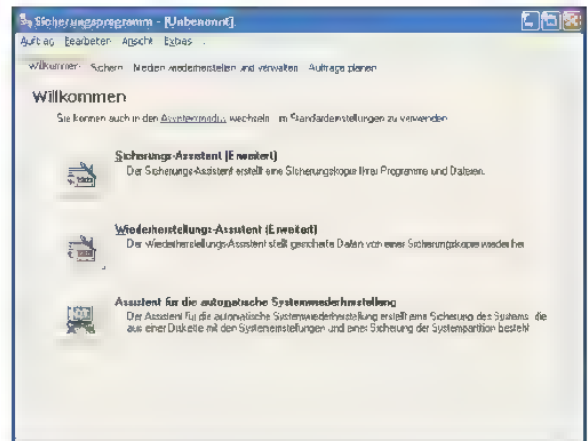 Sicherungsprogramm - [Unbenannt]
Auftrag Bearbeiten Ansicht Extras ?
Willkommen Sichern Medien wiederherstellen und verwalten Aufträge planen
Willkommen
Sie können auch in den Assistentmodus wechseln, um Standardeinstellungen zu verwenden
Sicherungs-Assistent (Erweitert)
Der Sicherungs-Assistent erstellt eine Sicherungskopie Ihrer Programme und Dateien.
Wiederherstellungs-Assistent (Erweitert)
Der Wiederherstellungs-Assistent stellt gesicherte Daten von einer Sicherungskopie wieder her
Assistent für die automatische Systemwiederherstellung
Der Assistent für die automatische Systemwiederherstellung erstellt eine Sicherung des Systems, die
aus einer Diskette mit den Systemeinstellungen und einer Sicherung der Systempartition besteht